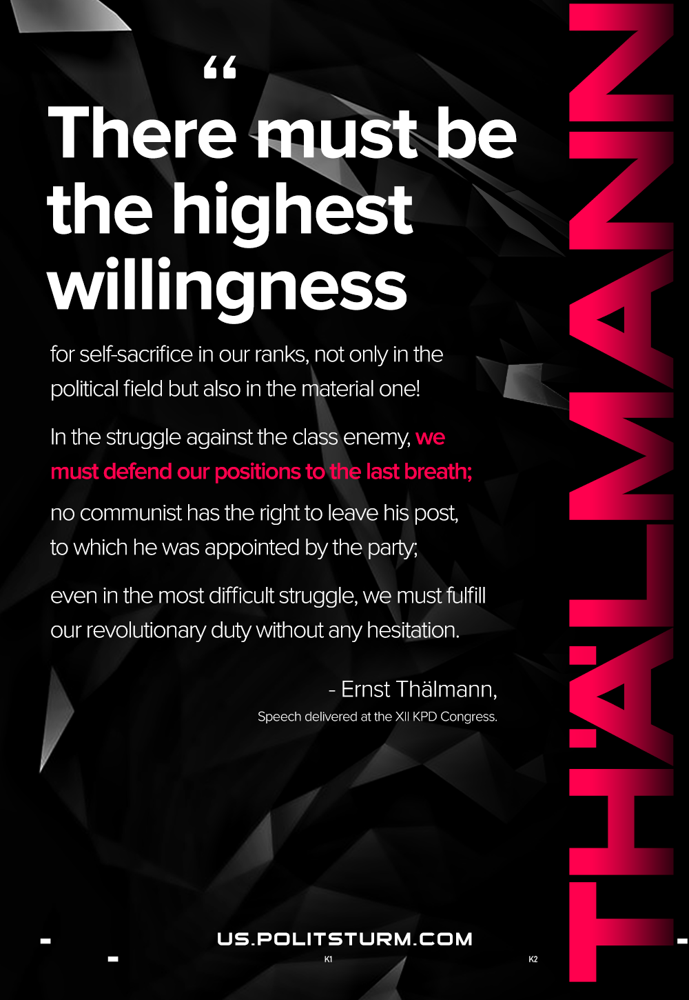 “
There must be
the highest
willingness
for self-sacrifice in our ranks, not only in the
political field but also in the material one!
In the struggle against the class enemy, we
must defend our positions to the last breath;
no communist has the right to leave his post,
to which he was appointed by the party;
even in the most difficult struggle, we must fulfill
our revolutionary duty without any hesitation.
- Ernst Thälmann,
Speech delivered at the XII KPD Congress.
THÄLMANN
US.POLITSTURM.COM
K1
K2